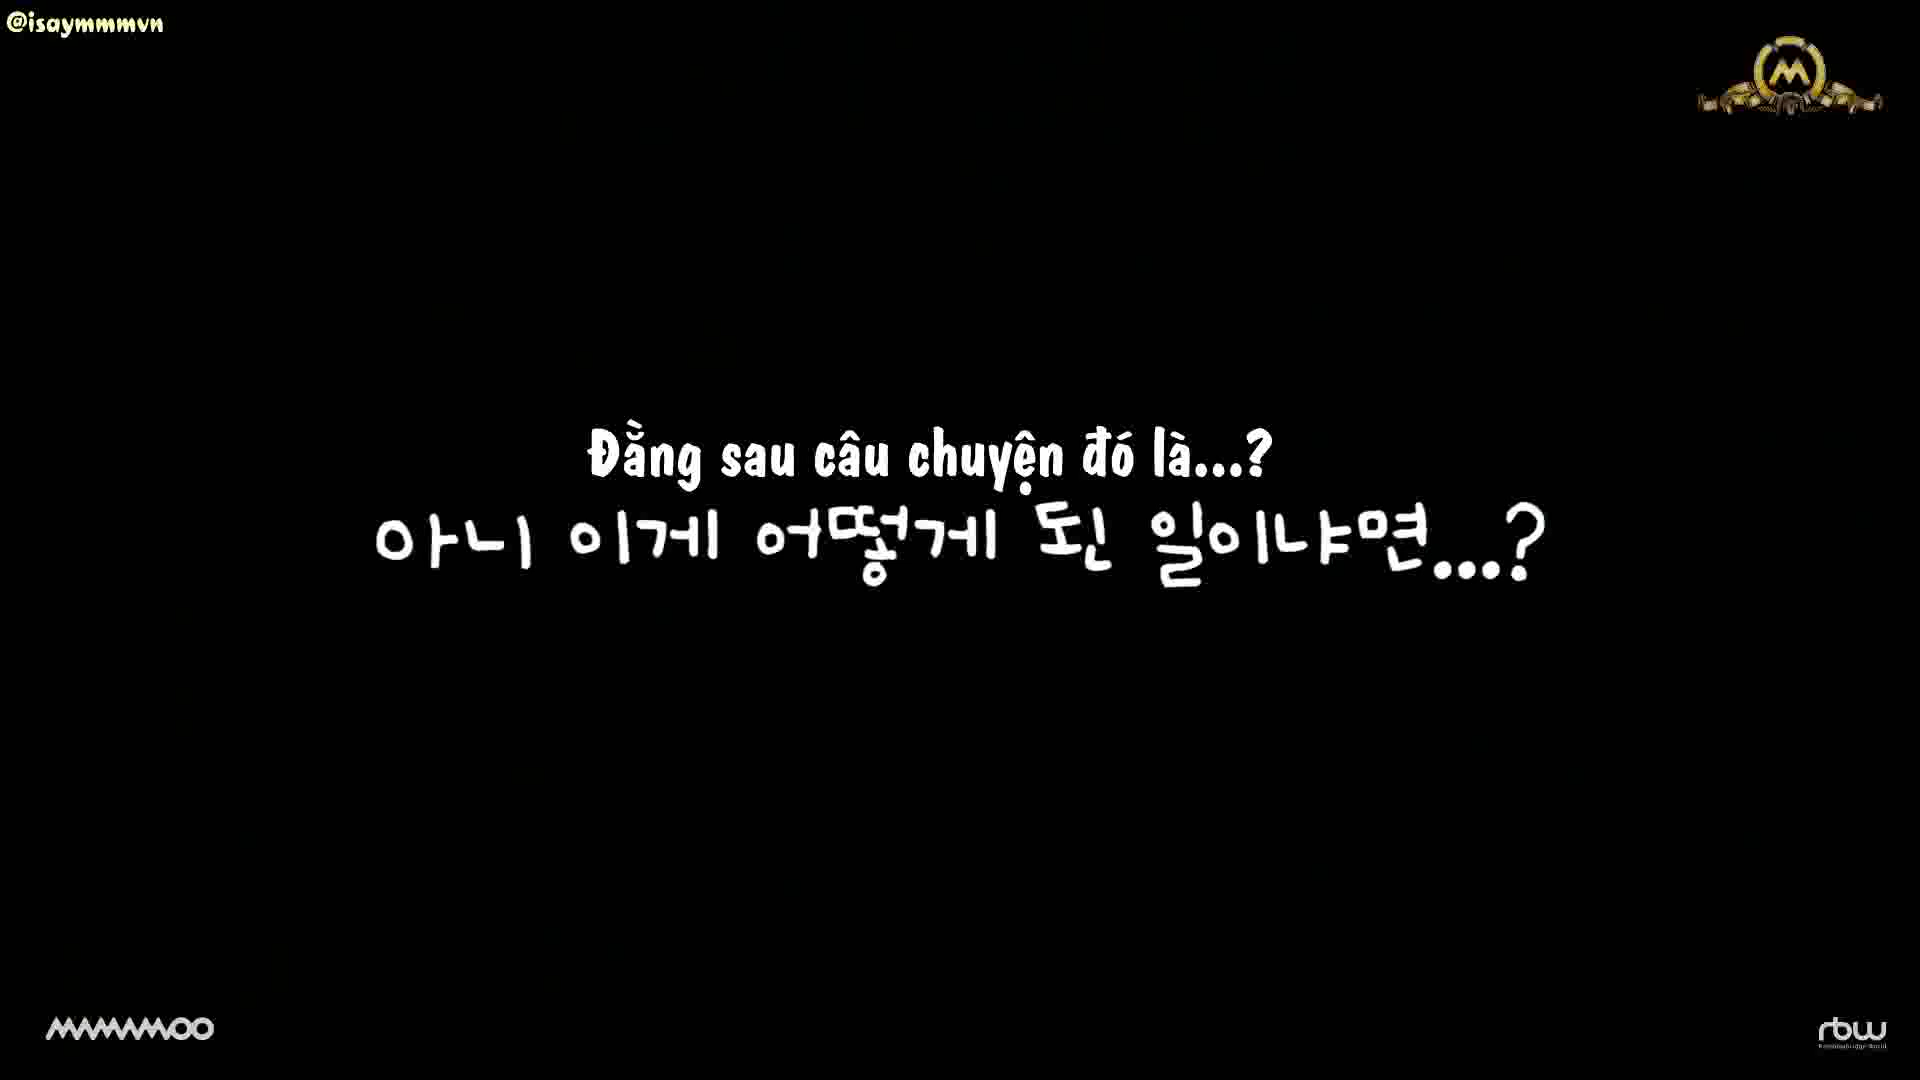 @isaymmmvn
Đằng sau câu chuyện đó là...?
아니 이게 어떻게 된 일이냐면...?
MAMAMOO
rbw